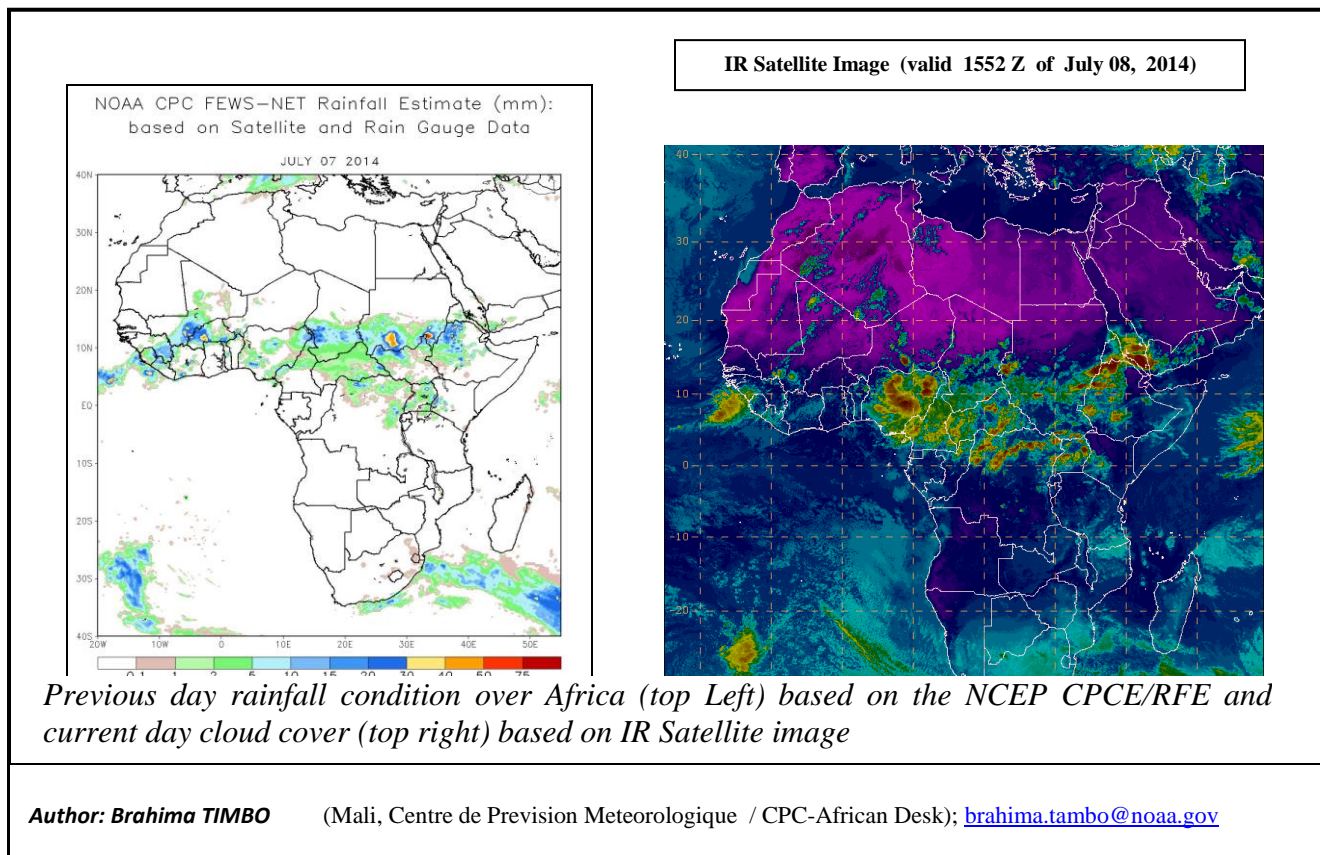 IR Satellite Image (valid 1552 Z of July 08, 2014)
NOAA CPC FEWS-NET Rainfall Estimate (mm):
based on Satellite and Rain Gauge Data
JULY 07 2014
40N
30N
20N
10N
EQ
10S
20S
30S
40S
20W 10W 0 10E 20E 30E 40E 50E
0.1 1 2 5 10 15 20 30 40 50 75
40
30
20
10
0
-10
-20
Previous day rainfall condition over Africa (top Left) based on the NCEP CPCE/RFE and
current day cloud cover (top right) based on IR Satellite image
Author: Brahima TIMBO (Mali, Centre de Prevision Meteorologique / CPC-African Desk); brahima.tambo@noaa.gov